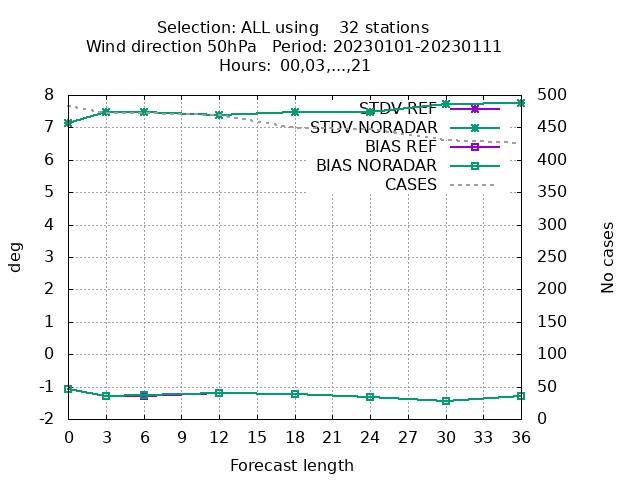 Selection: ALL using    32 stations
Wind direction 50hPa   Period: 20230101-20230111
Hours: 00,03,...,21
8
7
6
5
4
3
2
1
0
-1
-2
deg
STDV REF
STDV NORADAR
BIAS REF
BIAS NORADAR
CASES
500
450
400
350
300
250
200
150
100
50
0
No cases
0 3 6 9 12 15 18 21 24 27 30 33 36
Forecast length